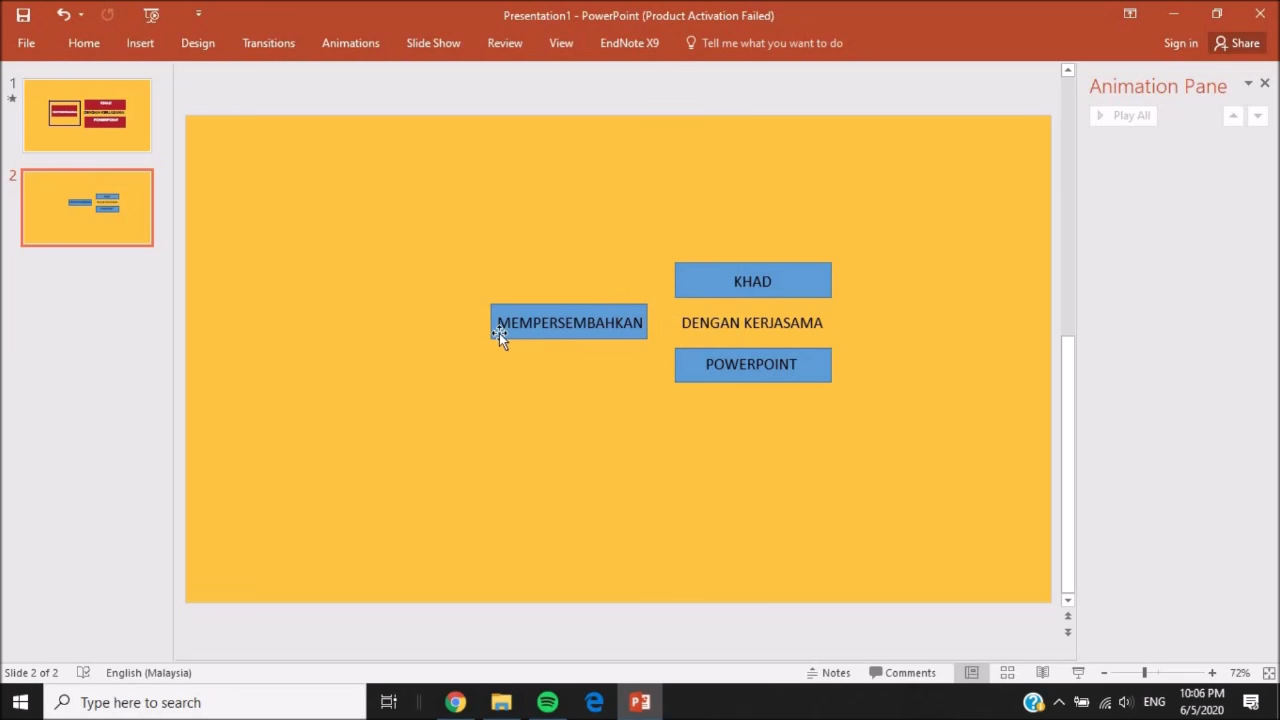 Presentation1 - PowerPoint (Product Activation Failed)
File Home Insert Design Transitions Animations Slide Show Review View EndNote X9 Tell me what you want to do Sign in Share
1
2
KHAD
MEMPERSEMBAHKAN DENGAN KERJASAMA
POWERPOINT
Animation Pane
Play All
Slide 2 of 2 English (Malaysia) Notes Comments 72%
Type here to search
ENG
10:06 PM
6/5/2020